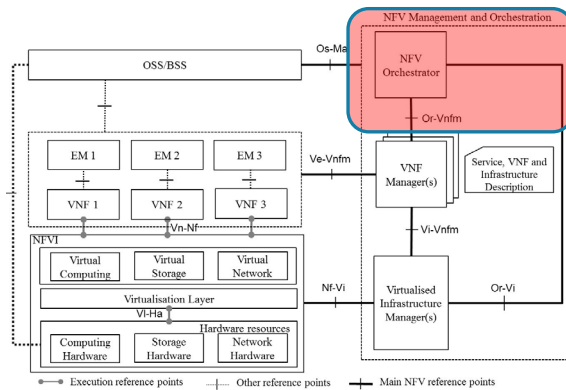 NFV Management and Orchestration
Os-Ma
OSS/BSS
NFV
Orchestrator
Or-Vnfm
EM 1
EM 2
EM 3
Ve-Vnfm
VNF
Manager(s)
Service, VNF and
Infrastructure
Description
VNF 1
VNF 2
VNF 3
Vn-Nf
NFVI
Vi-Vnfm
Virtual
Computing
Virtual
Storage
Virtual
Network
Virtualisation Layer
Nf-Vi
Virtualised
Infrastructure
Manager(s)
Or-Vi
Vl-Ha
Hardware resources
Computing
Hardware
Storage
Hardware
Network
Hardware
Execution reference points
Other reference points
Main NFV reference points